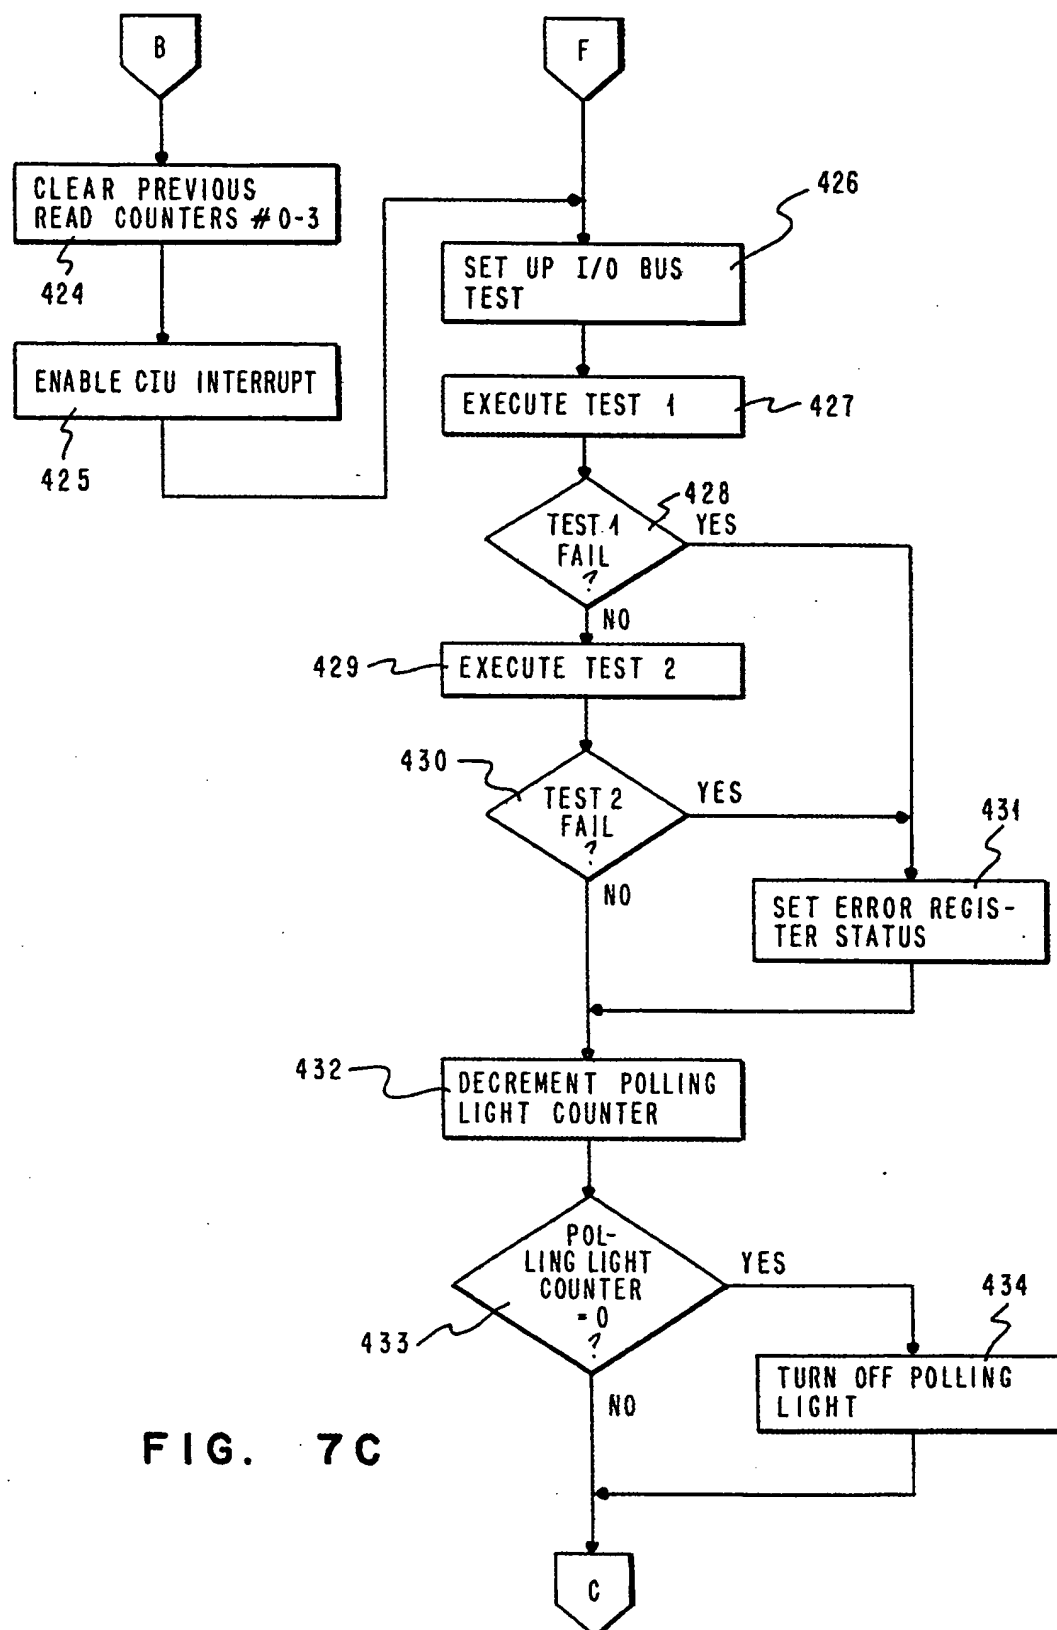 B
F
CLEAR PREVIOUS
READ COUNTERS #0-3
424
426
SET UP I/O BUS
TEST
ENABLE CIU INTERRUPT
425
EXECUTE TEST 1
427
428
TEST 1
FAIL
?
YES
NO
429
EXECUTE TEST 2
430
TEST 2
FAIL
?
YES
NO
431
SET ERROR REGIS-
TER STATUS
432
DECREMENT POLLING
LIGHT COUNTER
POL-
LING LIGHT
COUNTER
=0
?
YES
433
NO
434
TURN OFF POLLING
LIGHT
FIG. 7C
C